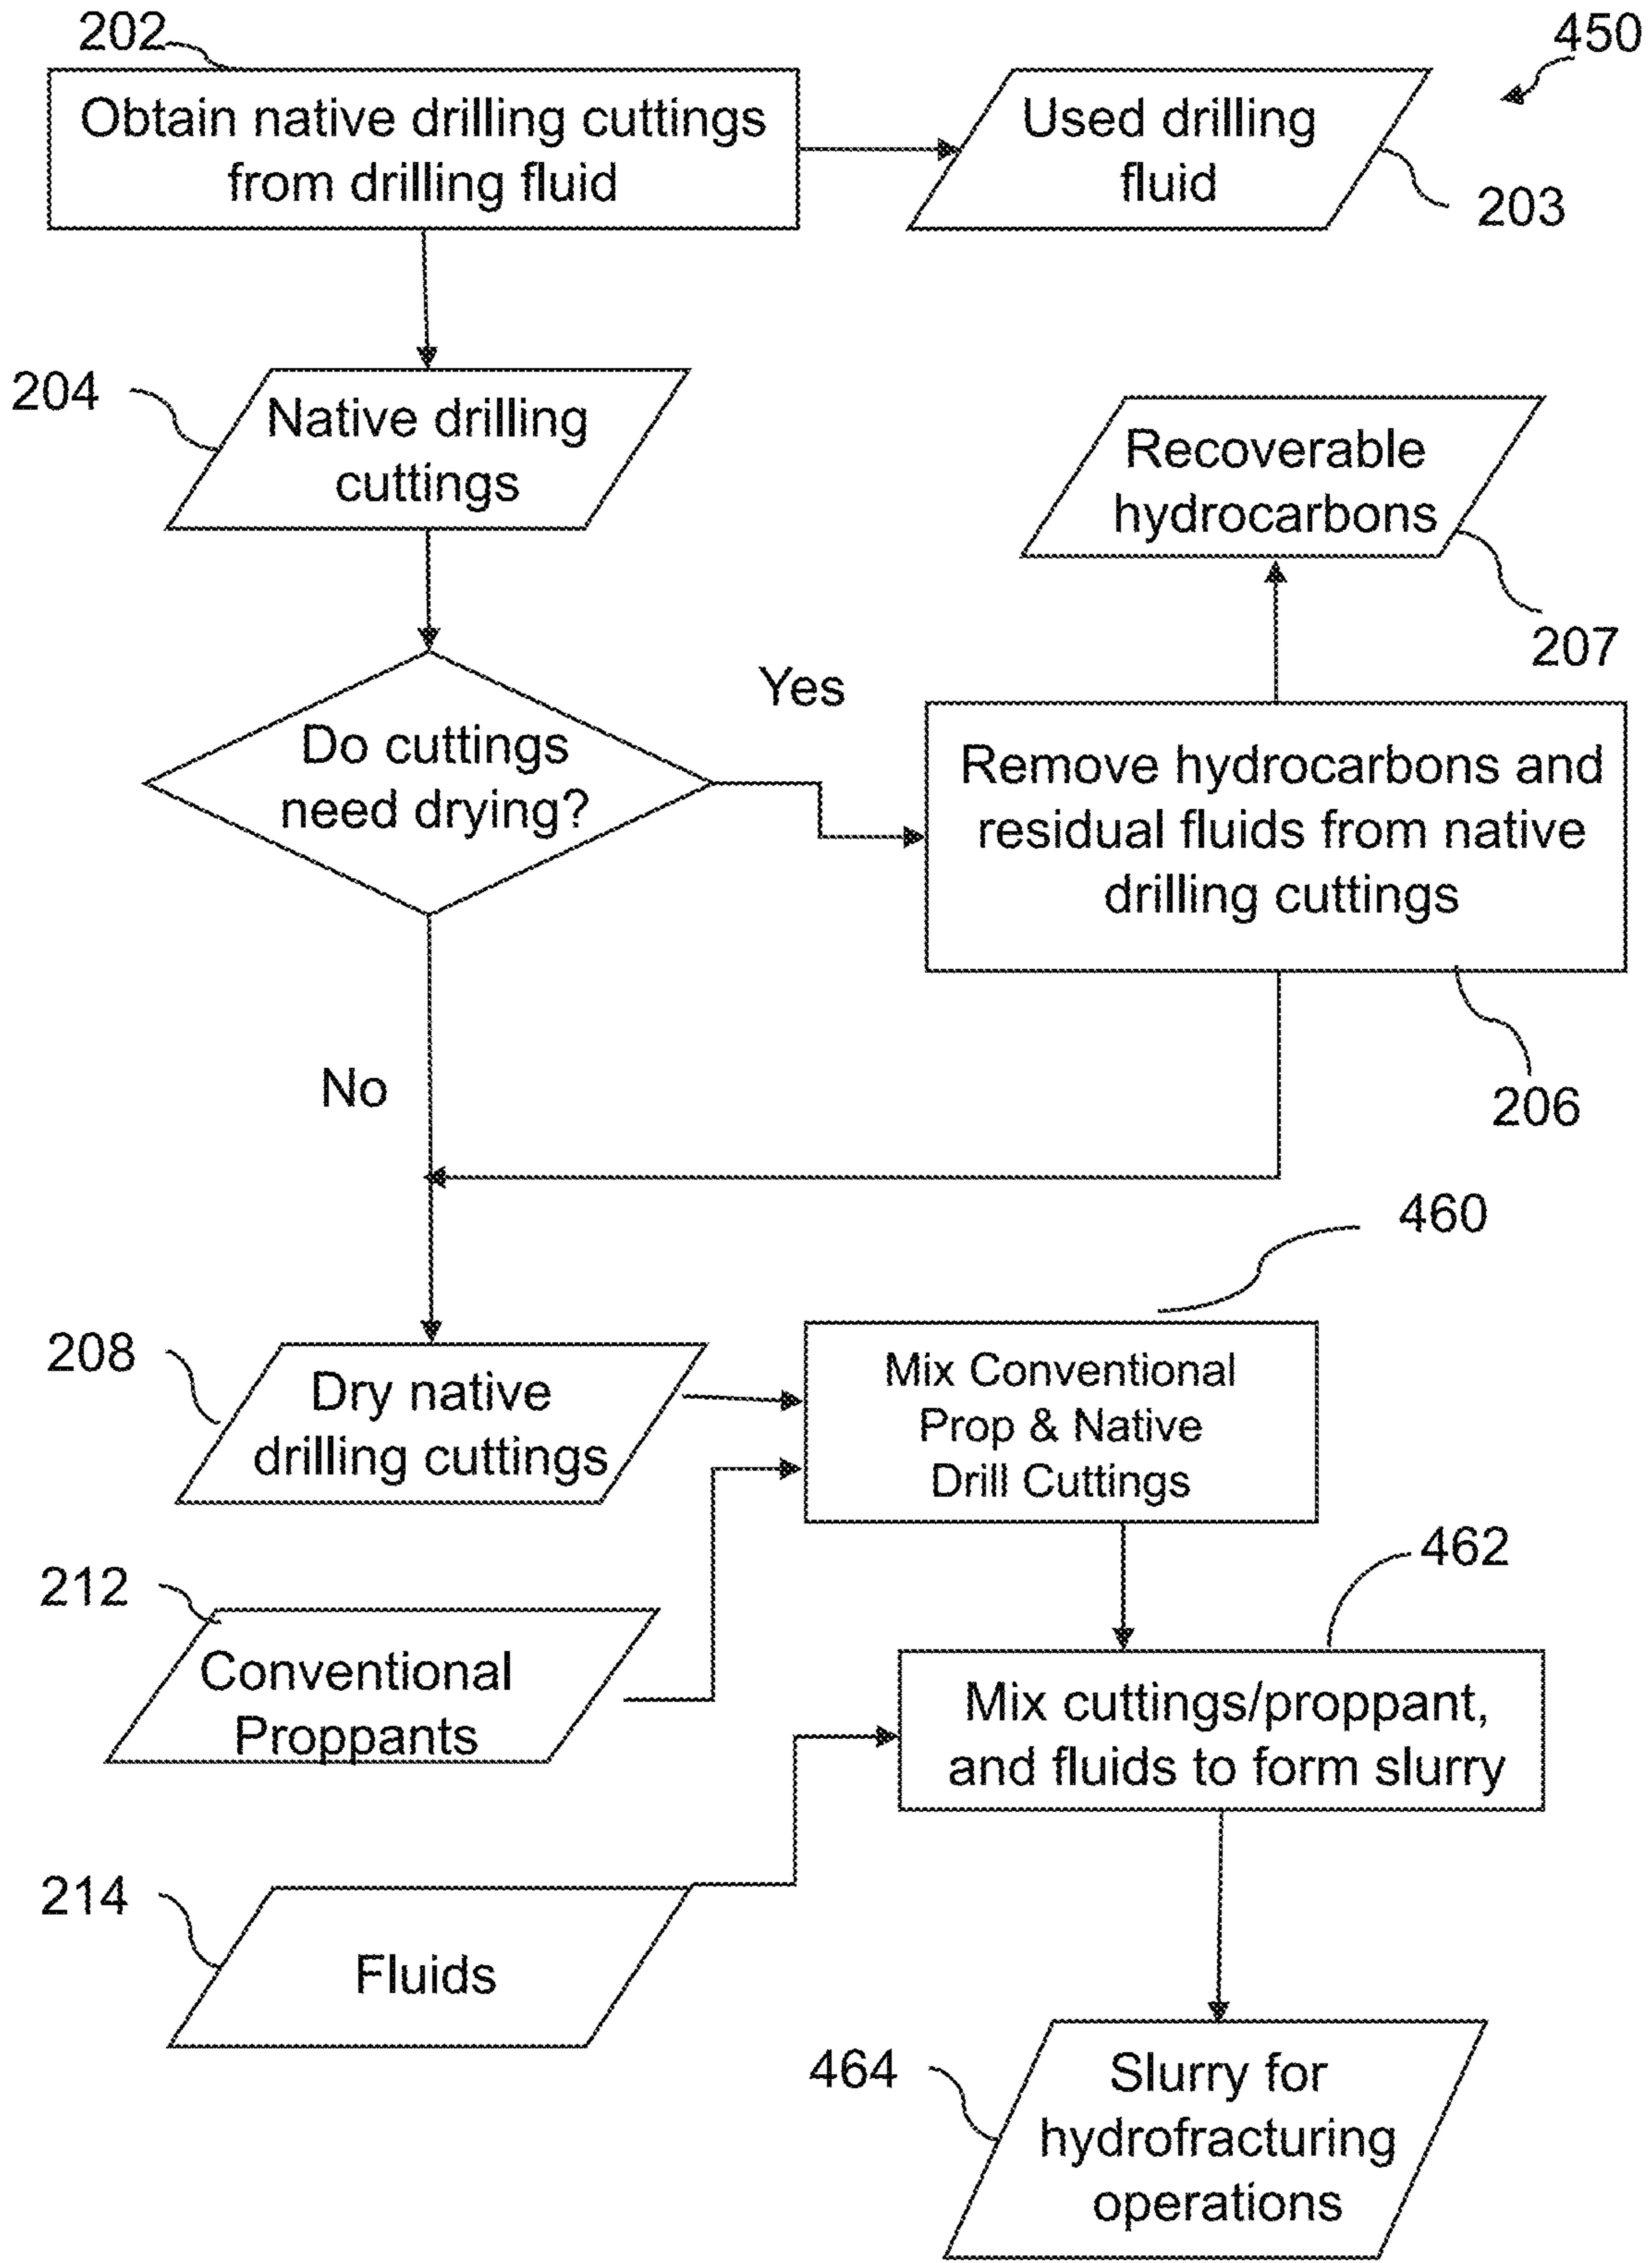 202
450
Obtain native drilling cuttings
from drilling fluid
Used drilling
fluid
203
204
Native drilling
cuttings
Recoverable
hydrocarbons
207
Do cuttings
need drying?
Yes
Remove hydrocarbons and
residual fluids from native
drilling cuttings
206
No
460
208
Dry native
drilling cuttings
Mix Conventional
Prop & Native
Drill Cuttings
212
Conventional
Proppants
462
Mix cuttings/proppant,
and fluids to form slurry
214
Fluids
464
Slurry for
hydrofracturing
operations